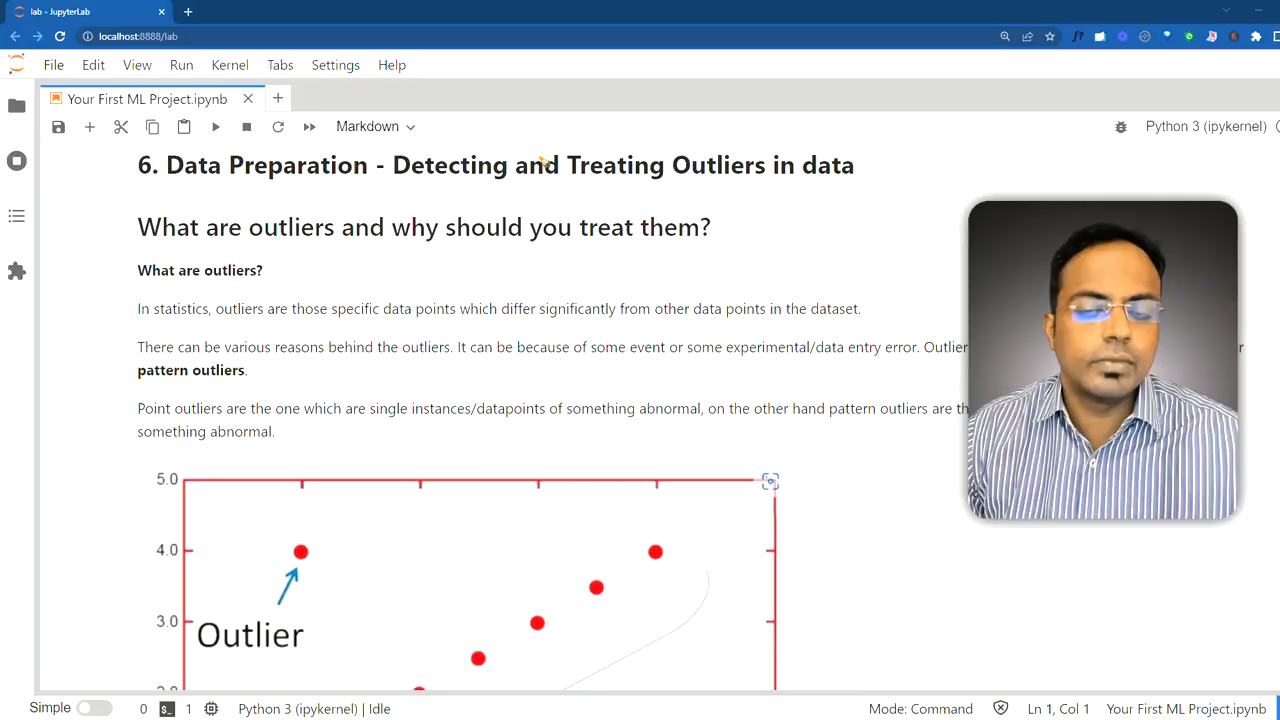 lab - JupyterLab
localhost:8888/lab
File Edit View Run Kernel Tabs Settings Help
Your First ML Project.ipynb
Markdown
Python 3 (ipykernel)
6. Data Preparation - Detecting and Treating Outliers in data
What are outliers and why should you treat them?
What are outliers?
In statistics, outliers are those specific data points which differ significantly from other data points in the dataset.
There can be various reasons behind the outliers. It can be because of some event or some experimental/data entry error.
pattern outliers.
Point outliers are the one which are single instances/datapoints of something abnormal, on the other hand pattern outliers are
something abnormal.
5.0
4.0
Outlier
3.0
Simple 0 1 Python 3 (ipykernel) | Idle Mode: Command Ln 1, Col 1 Your First ML Project.ipynb